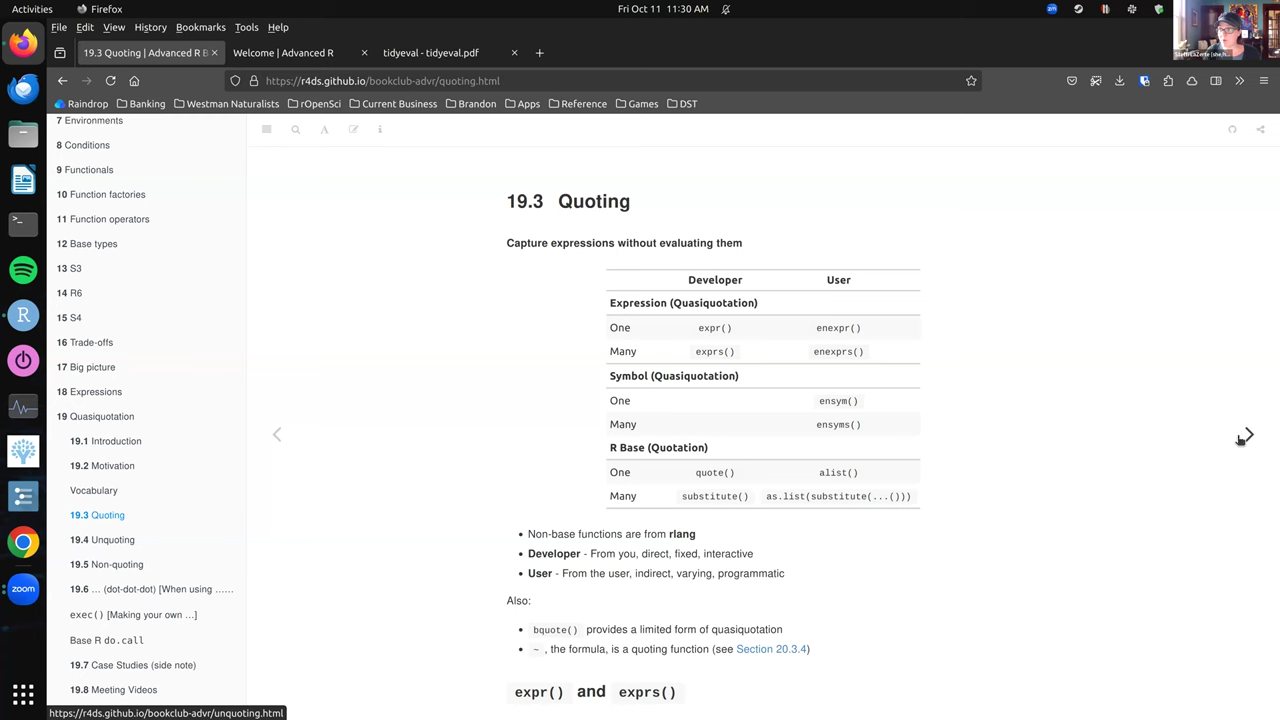 Activities
Firefox
Fri Oct 11 11:30 AM
File Edit View History Bookmarks Tools Help
19.3 Quoting | Advanced R B
Welcome | Advanced R
tidyeval - tidyeval.pdf
https://r4ds.github.io/bookclub-advr/quoting.html
Raindrop Banking Westman Naturalists rOpenSci Current Business Brandon Apps Reference Games DST
7 Environments
8 Conditions
9 Functionals
10 Function factories
11 Function operators
12 Base types
13 S3
14 R6
15 S4
16 Trade-offs
17 Big picture
18 Expressions
19 Quasiquotation
19.1 Introduction
19.2 Motivation
Vocabulary
19.3 Quoting
19.4 Unquoting
19.5 Non-quoting
19.6 ... (dot-dot-dot) [When using ……
exec() [Making your own ...]
Base R do.call
19.7 Case Studies (side note)
19.8 Meeting Videos
https://r4ds.github.io/bookclub-advr/unquoting.html
zoom
19.3 Quoting
Capture expressions without evaluating them
Developer User
Expression (Quasiquotation)
One expr() enexpr()
Many exprs() enexprs()
Symbol (Quasiquotation)
One ensym()
Many ensyms()
R Base (Quotation)
One quote() alist()
Many substitute() as.list(substitute(...()))
• Non-base functions are from rlang
• Developer - From you, direct, fixed, interactive
• User - From the user, indirect, varying, programmatic
Also:
• bquote() provides a limited form of quasiquotation
• ~, the formula, is a quoting function (see Section 20.3.4)
expr() and exprs()